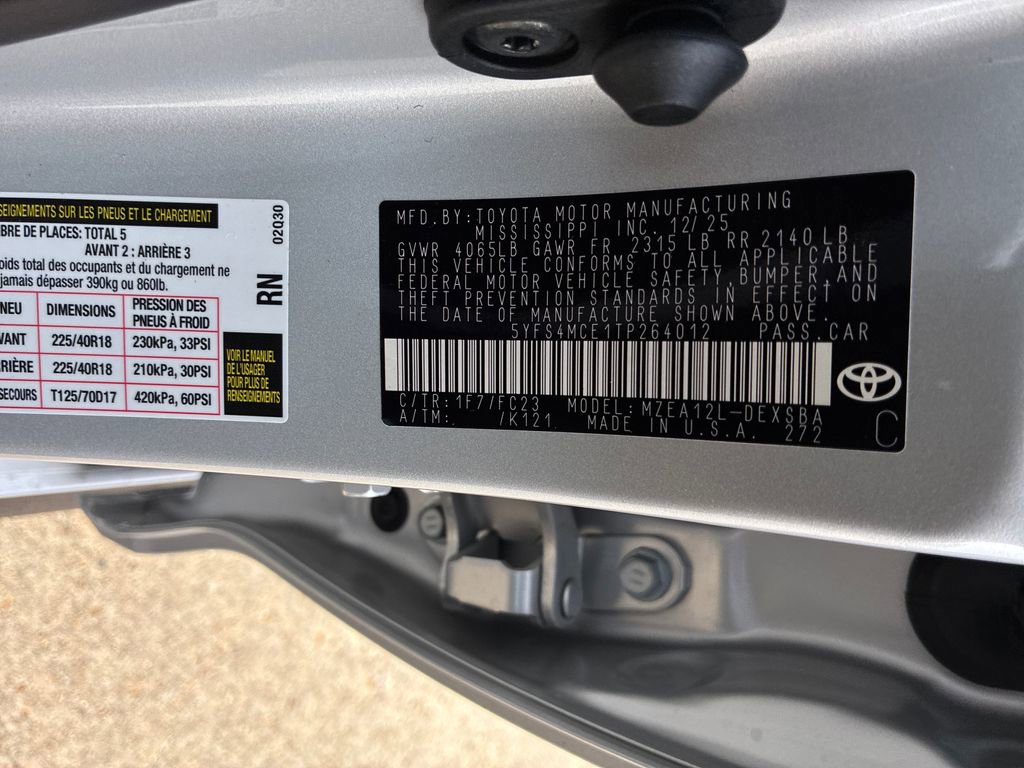 SEIGNEMENTS SUR LES PNEUS ET LE CHARGEMENT
BRE DE PLACES: TOTAL 5
AVANT 2 : ARRIÈRE 3
oids total des occupants et du chargement ne
jamais dépasser 390kg ou 860lb.
NEU DIMENSIONS PRESSION DES PNEUS À FROID
VANT 225/40R18 230kPa, 33PSI
RIÈRE 225/40R18 210kPa, 30PSI
SECOURS T125/70D17 420kPa, 60PSI
02030
RN
VOIR LE MANUEL
DE L'USAGER
POUR PLUS DE
RENSEIGNEMENTS
MFD. BY: TOYOTA MOTOR MANUFACTURING
MISSISSIPPI INC. 12/25
GVWR 4065LB GAWR FR 2315 LB RR 2140 LB
THIS VEHICLE CONFORMS TO ALL APPLICABLE
FEDERAL MOTOR VEHICLE SAFETY, BUMPER, AND
THEFT PREVENTION STANDARDS IN EFFECT ON
THE DATE OF MANUFACTURE SHOWN ABOVE.
5YFS4MCE1TP264012 PASS. CAR
C/TR: 1F7/FC23 MODEL: MZEA12L-DEXSBA
A/TM: /K121 MADE IN U.S.A. 272
C